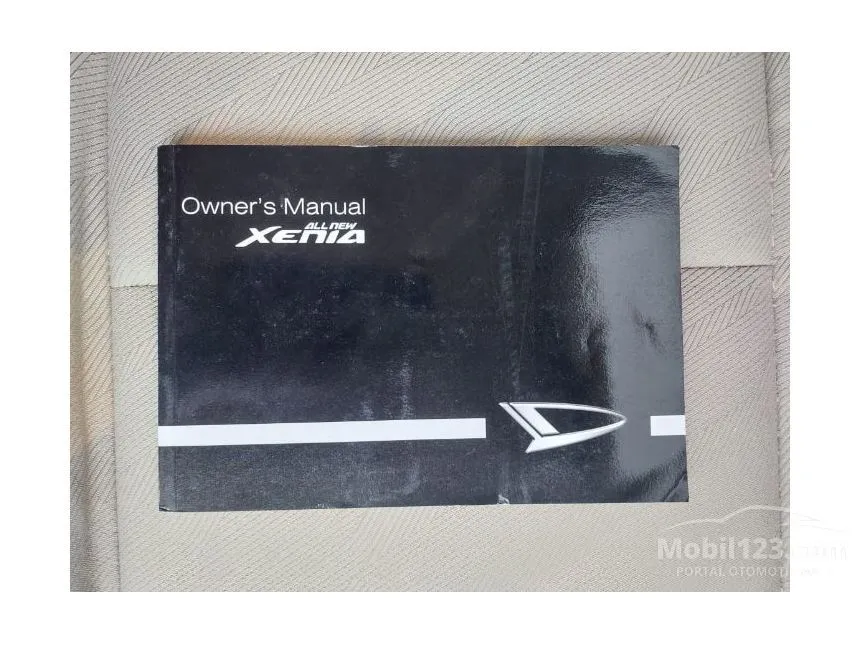 Owner's Manual
ALL NEW
XENIA
Mobil123.com
PORTAL OTOMOTIF